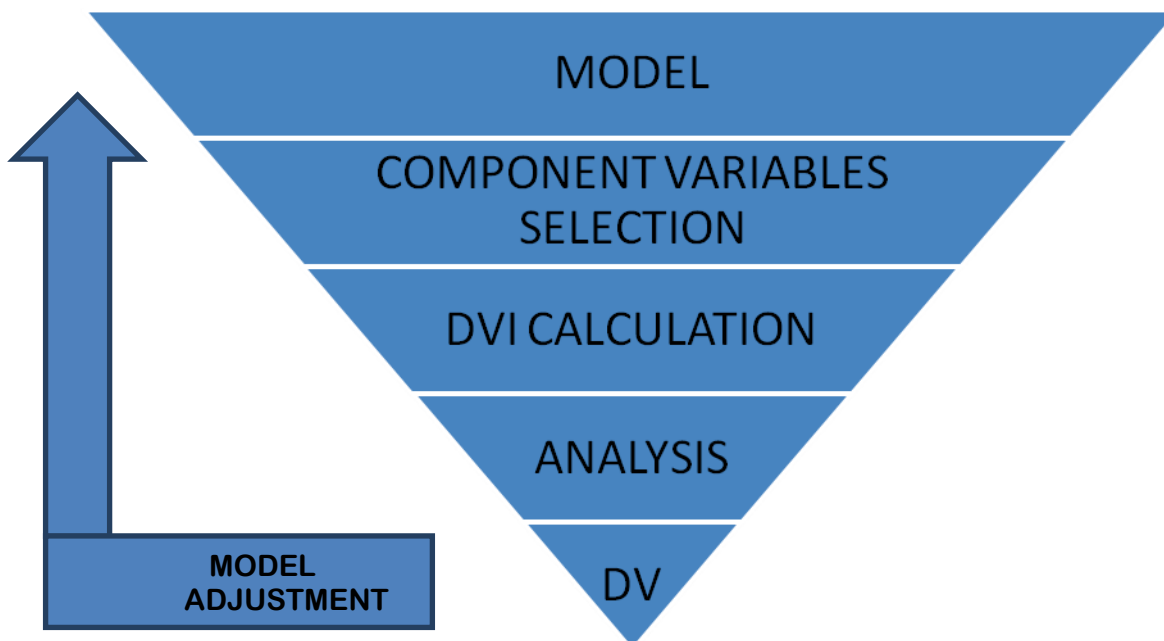 MODEL
COMPONENT VARIABLES
SELECTION
DVI CALCULATION
ANALYSIS
DV
MODEL
ADJUSTMENT